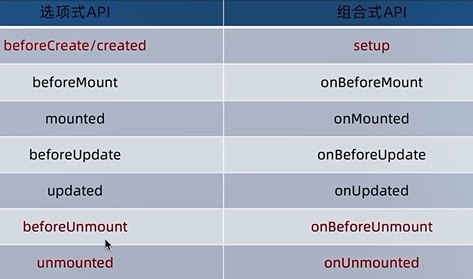 选项式API 组合式API
beforeCreate/created setup
beforeMount onBeforeMount
mounted onMounted
beforeUpdate onBeforeUpdate
updated onUpdated
beforeUnmount onBeforeUnmount
unmounted onUnmounted